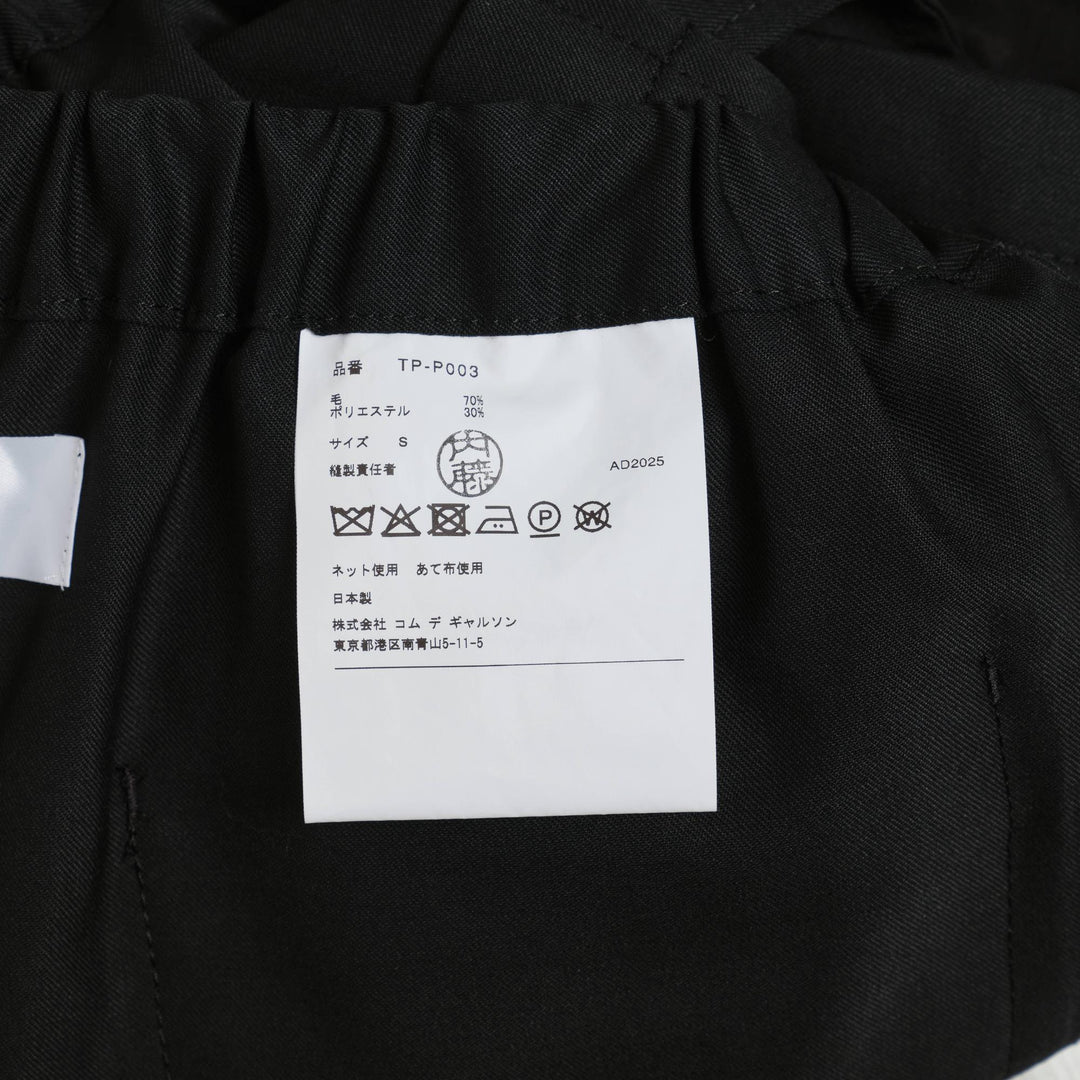 品番 TP-P003
毛 70%
ポリエステル 30%
サイズ S
縫製責任者 内藤 AD2025
P W
ネット使用 あて布使用
日本製
株式会社 コム デ ギャルソン
東京都港区南青山5-11-5